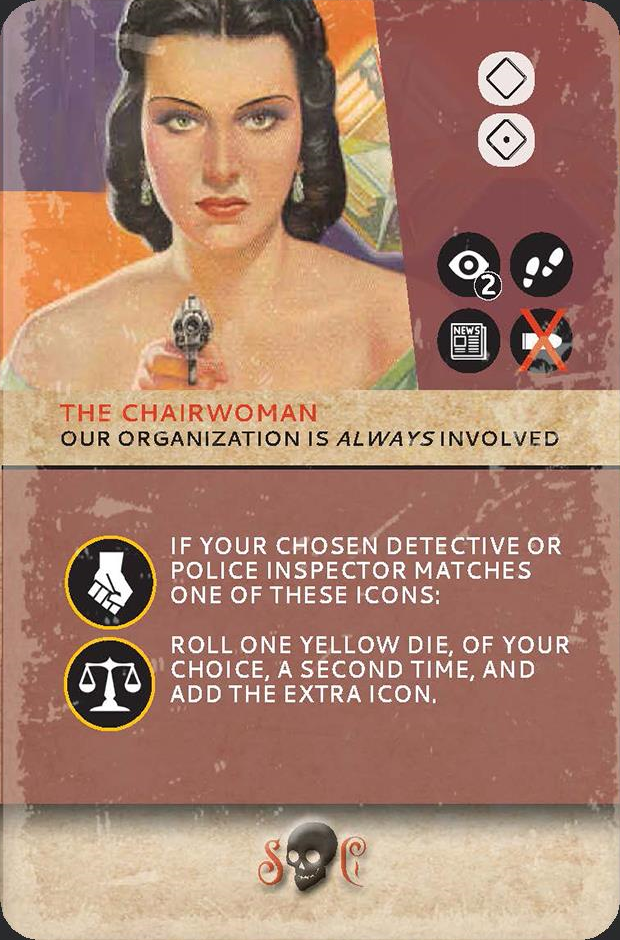 2
NEWS
THE CHAIRWOMAN
OUR ORGANIZATION IS ALWAYS INVOLVED
IF YOUR CHOSEN DETECTIVE OR
POLICE INSPECTOR MATCHES
ONE OF THESE ICONS:
ROLL ONE YELLOW DIE, OF YOUR
CHOICE, A SECOND TIME, AND
ADD THE EXTRA ICON.
S C